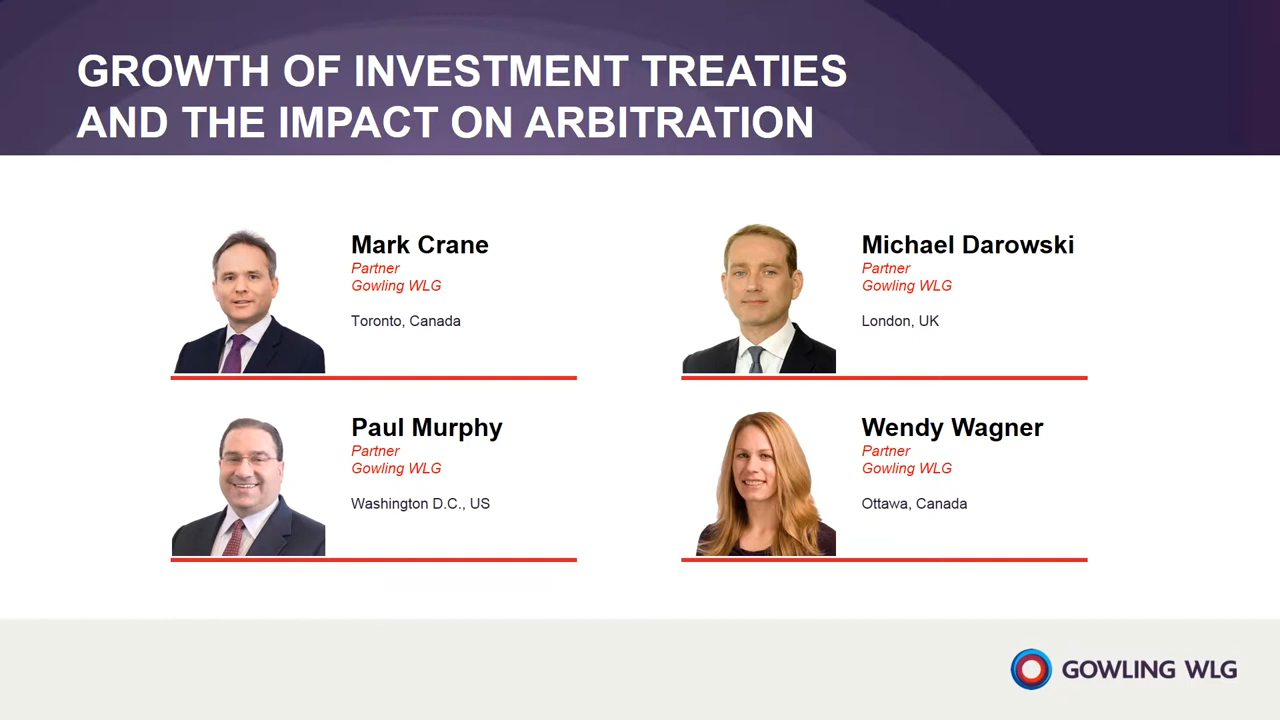 GROWTH OF INVESTMENT TREATIES
AND THE IMPACT ON ARBITRATION
Mark Crane
Partner
Gowling WLG
Toronto, Canada
Michael Darowski
Partner
Gowling WLG
London, UK
Paul Murphy
Partner
Gowling WLG
Washington D.C., US
Wendy Wagner
Partner
Gowling WLG
Ottawa, Canada
GOWLING WLG